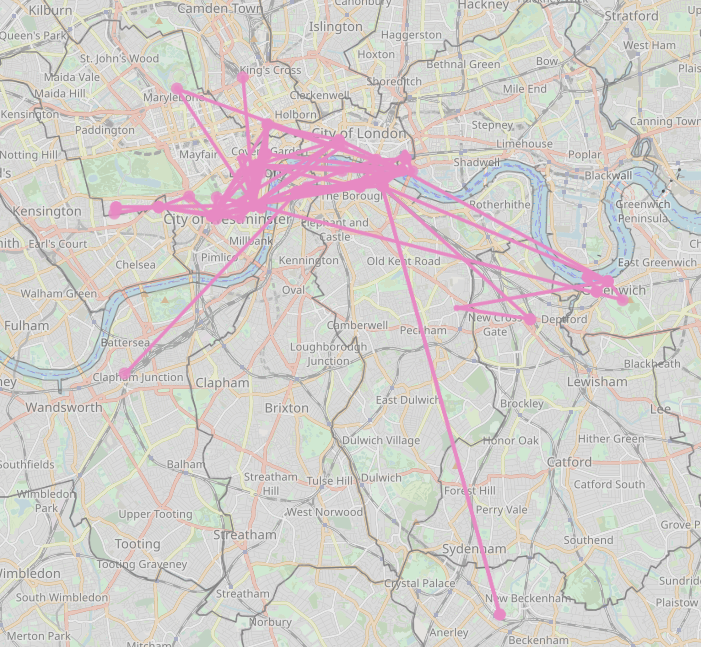 Kilburn
Camden Town
Canonbury
Hackney
Stratford
Queen's Park
Islington
Haggerston
St. John's Wood
Hoxton
Bow
West Ham
Maida Vale
King's Cross
Bethnal Green
Maida Hill
Shoreditch
Mile End
Marylebone
Clerkenwell
Kensington
Holborn
Canning Town
Paddington
City of London
Stepney
Limehouse
Notting Hill
Mayfair
Covent Garden
Shadwell
Poplar
Blackwall
The Borough
Rotherhithe
Greenwich
Peninsula
Kensington
City of Westminster
Elephant and
Castle
Earl's Court
Millbank
Chelsea
Pimlico
Kennington
Old Kent Road
East Greenwich
Walham Green
Oval
Greenwich
Fulham
Camberwell
Peckham
New Cross
Gate
Deptford
Battersea
Loughborough
Junction
Blackheath
Clapham Junction
Clapham
Lewisham
Wandsworth
Brixton
East Dulwich
Brockley
Lee
Dulwich Village
Honor Oak
Hither Green
Southfields
Balham
Catford
Wimbledon
Park
Streatham
Hill
Tulse Hill
Dulwich
Forest Hill
Catford South
Upper Tooting
West Norwood
Perry Vale
Grove P
Tooting
Streatham
Southend
Tooting Graveney
Sydenham
Wimbledon
Crystal Palace
South Wimbledon
Streatham
New Beckenham
Plaistow
Norbury
Anerley
Merton Park
Beckenham